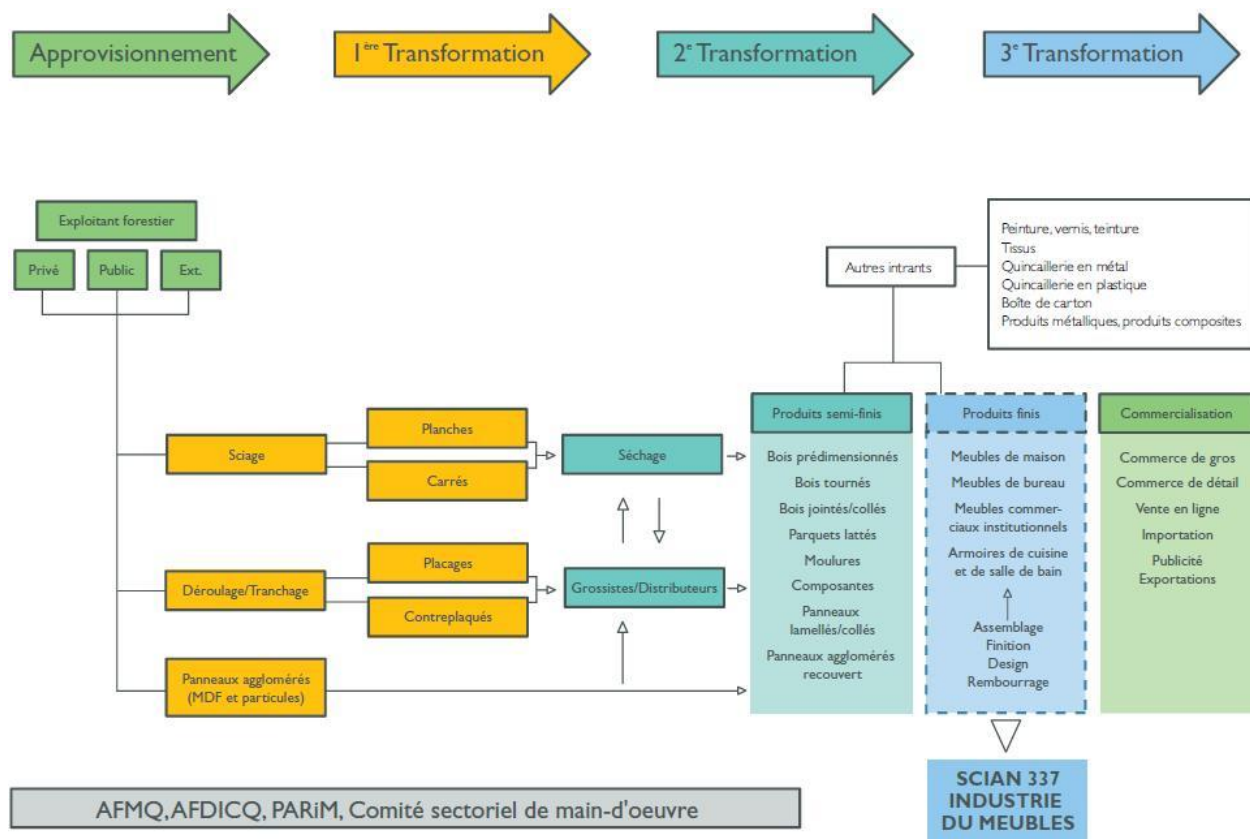 Approvisionnement
1ère Transformation
2e Transformation
3e Transformation
Exploitant forestier
Privé
Public
Ext.
Autres intrants
Peinture, vernis, teinture
Tissus
Quincaillerie en métal
Quincaillerie en plastique
Boîte de carton
Produits métalliques, produits composites
Sciage
Planches
Carrés
Séchage
Déroulage/Tranchage
Placages
Contreplaqués
Grossistes/Distributeurs
Panneaux agglomérés
(MDF et particules)
Produits semi-finis
Bois prédimensionnés
Bois tournés
Bois jointés/collés
Parquets lattés
Moulures
Composantes
Panneaux
lamellés/collés
Panneaux agglomérés
recouvert
Produits finis
Meubles de maison
Meubles de bureau
Meubles commer-
ciaux institutionnels
Armoires de cuisine
et de salle de bain
Assemblage
Finition
Design
Rembourrage
Commercialisation
Commerce de gros
Commerce de détail
Vente en ligne
Importation
Publicité
Exportations
SCIAN 337
INDUSTRIE
DU MEUBLES
AFMQ, AFDICQ, PARiM, Comité sectoriel de main-d'oeuvre